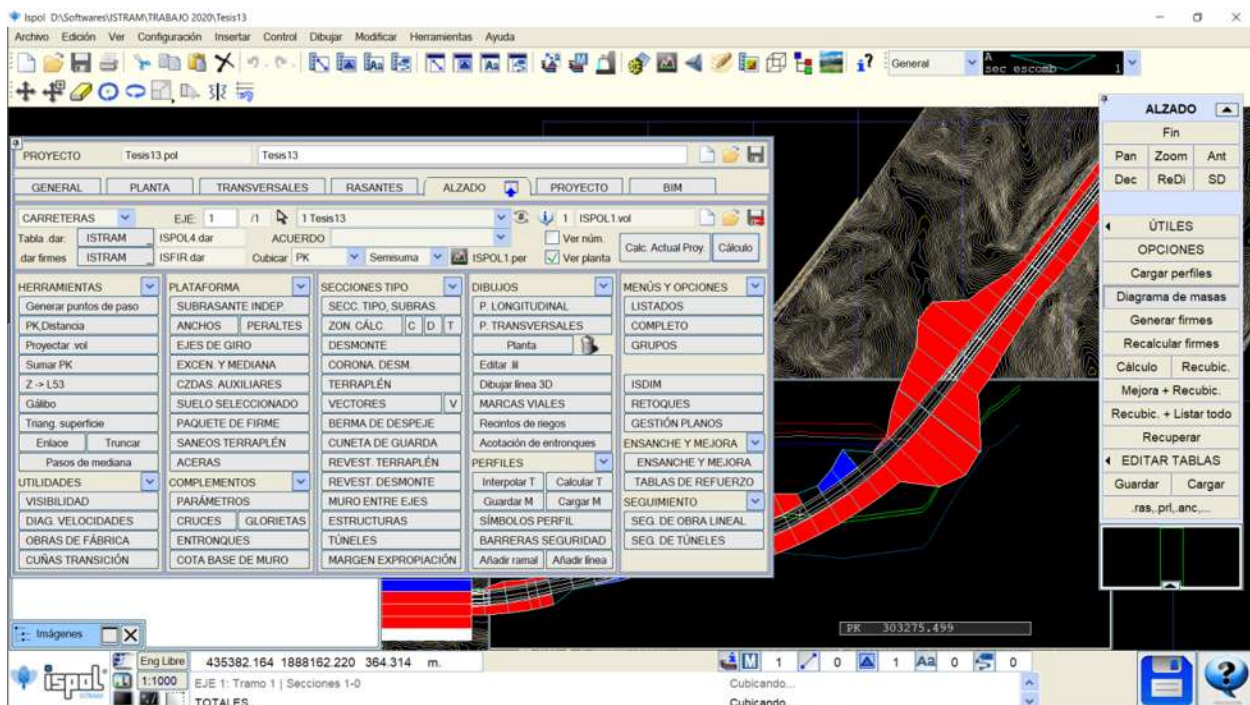 Ispol D:\Softwares\ISTRAM\TRABAJO 2020\Tesis13
Archivo Edición Ver Configuración Insertar Control Dibujar Modificar Herramientas Ayuda
General
A
sec escomb 1
PROYECTO Tesis13.pol Tesis13
GENERAL PLANTA TRANSVERSALES RASANTES ALZADO PROYECTO BIM
CARRETERAS EJE: 1 /1 1 Tesis13 1 ISPOL1.vol
Tabla .dar: ISTRAM ISPOL4.dar ACUERDO Ver núm. Calc. Actual Proy. Cálculo
.dar firmes ISTRAM ISFIR.dar Cubicar PK Semisuma ISPOL1.per Ver planta
HERRAMIENTAS PLATAFORMA SECCIONES TIPO DIBUJOS MENÚS Y OPCIONES
Generar puntos de paso SUBRASANTE INDEP. SECC. TIPO, SUBRAS. P. LONGITUDINAL LISTADOS
PK,Distancia ANCHOS PERALTES ZON. CÁLC. C D T P. TRANSVERSALES COMPLETO
Proyectar .vol EJES DE GIRO DESMONTE Planta GRUPOS
Sumar PK EXCEN. Y MEDIANA CORONA. DESM. Editar .lil
Z -> L53 CZDAS. AUXILIARES TERRAPLÉN Dibujar línea 3D ISDIM
Gálibo SUELO SELECCIONADO VECTORES V MARCAS VIALES RETOQUES
Triang. superficie PAQUETE DE FIRME BERMA DE DESPEJE Recintos de riegos GESTIÓN PLANOS
Enlace Truncar SANEOS TERRAPLÉN CUNETA DE GUARDA Acotación de entronques ENSANCHE Y MEJORA
Pasos de mediana ACERAS REVEST. TERRAPLÉN PERFILES ENSANCHE Y MEJORA
UTILIDADES COMPLEMENTOS REVEST. DESMONTE Interpolar T Calcular T TABLAS DE REFUERZO
VISIBILIDAD PARÁMETROS MURO ENTRE EJES Guardar M Cargar M SEGUIMIENTO
DIAG. VELOCIDADES CRUCES GLORIETAS ESTRUCTURAS SÍMBOLOS PERFIL SEG. DE OBRA LINEAL
OBRAS DE FÁBRICA ENTRONQUES TÚNELES BARRERAS SEGURIDAD SEG. DE TÚNELES
CUÑAS TRANSICIÓN COTA BASE DE MURO MARGEN EXPROPIACIÓN Añadir ramal Añadir línea
ALZADO
Fin
Pan Zoom Ant
Dec ReDi SD
ÚTILES
OPCIONES
Cargar perfiles
Diagrama de masas
Generar firmes
Recalcular firmes
Cálculo Recubic.
Mejora + Recubic.
Recubic. + Listar todo
Recuperar
EDITAR TABLAS
Guardar Cargar
.ras,.prl,.anc,...
PK 303275.499
Imágenes
ispol
ISTRAM
Eng Libre 435382.164 1888162.220 364.314 m. M 1 0 1 Aa 0 0
1:1000 EJE 1: Tramo 1 | Secciones 1-0 Cubicando...
TOTALES... Cubicando...